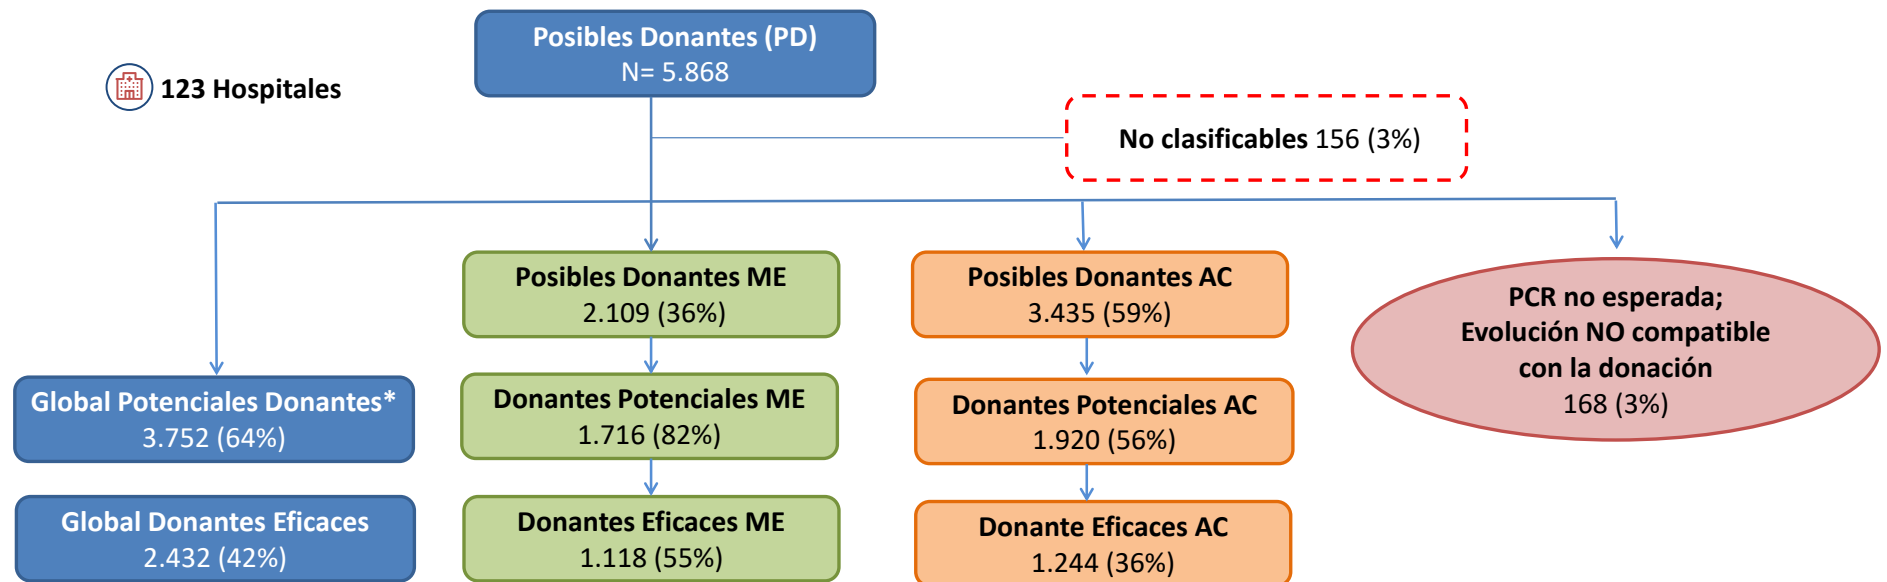 Posibles Donantes (PD)
N= 5.868
123 Hospitales
No clasificables 156 (3%)
Posibles Donantes ME
2.109 (36%)
Posibles Donantes AC
3.435 (59%)
PCR no esperada;
Evolución NO compatible
con la donación
168 (3%)
Global Potenciales Donantes*
3.752 (64%)
Donantes Potenciales ME
1.716 (82%)
Donantes Potenciales AC
1.920 (56%)
Global Donantes Eficaces
2.432 (42%)
Donantes Eficaces ME
1.118 (55%)
Donante Eficaces AC
1.244 (36%)